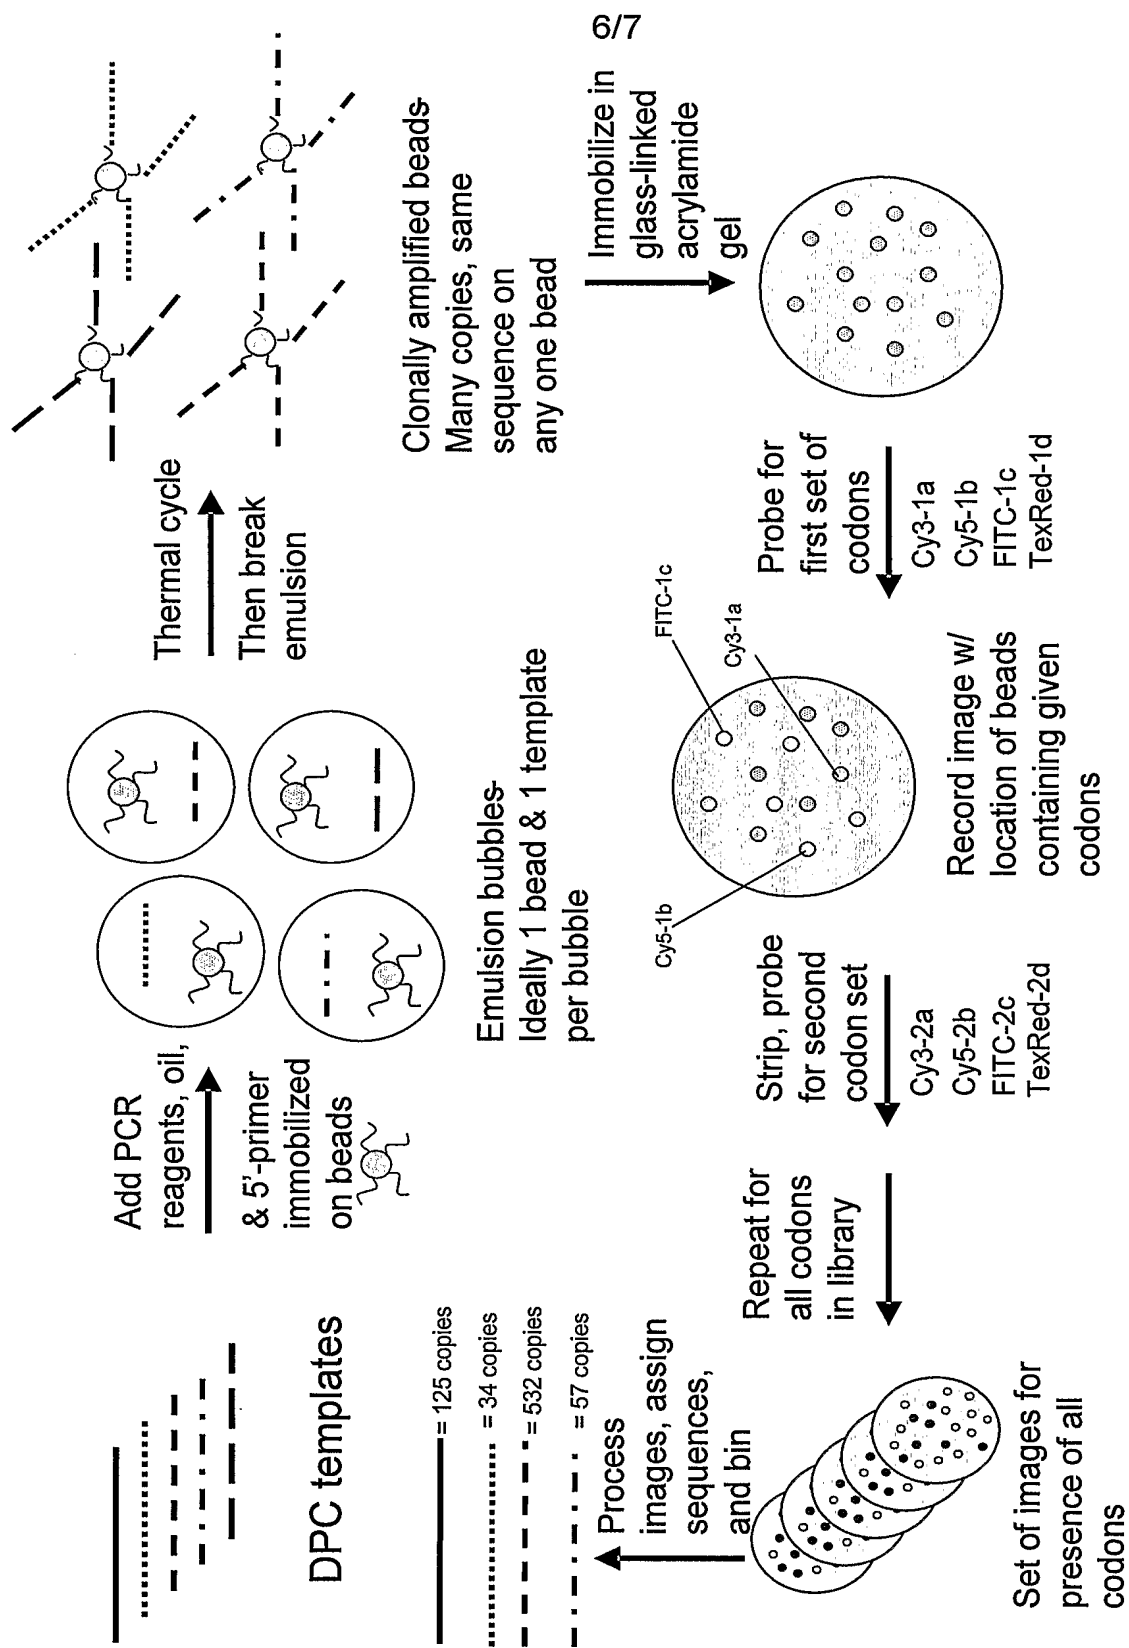 6/7
DPC templates
Add PCR
reagents, oil,
& 5'-primer
immobilized
on beads
Emulsion bubbles-
Ideally 1 bead & 1 template
per bubble
Thermal cycle
Then break
emulsion
Clonally amplified beads-
Many copies, same
sequence on
any one bead
Immobilize in
glass-linked
acrylamide
gel
Probe for
first set of
codons
Cy3-1a
Cy5-1b
FITC-1c
TexRed-1d
FITC-1c
Cy3-1a
Cy5-1b
Record image w/
location of beads
containing given
codons
Strip, probe
for second
codon set
Cy3-2a
Cy5-2b
FITC-2c
TexRed-2d
Repeat for
all codons
in library
Set of images for
presence of all
codons
Process
images, assign
sequences,
and bin
= 125 copies
= 34 copies
= 532 copies
= 57 copies